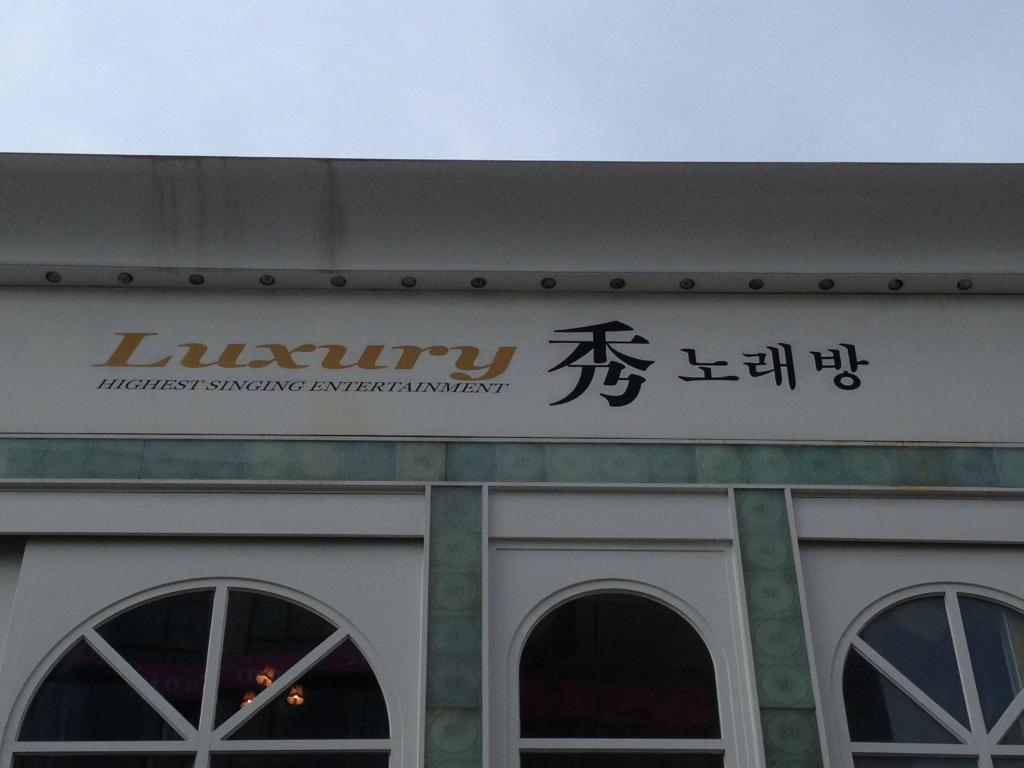 Luxury 秀 노래방
HIGHEST SINGING ENTERTAINMENT